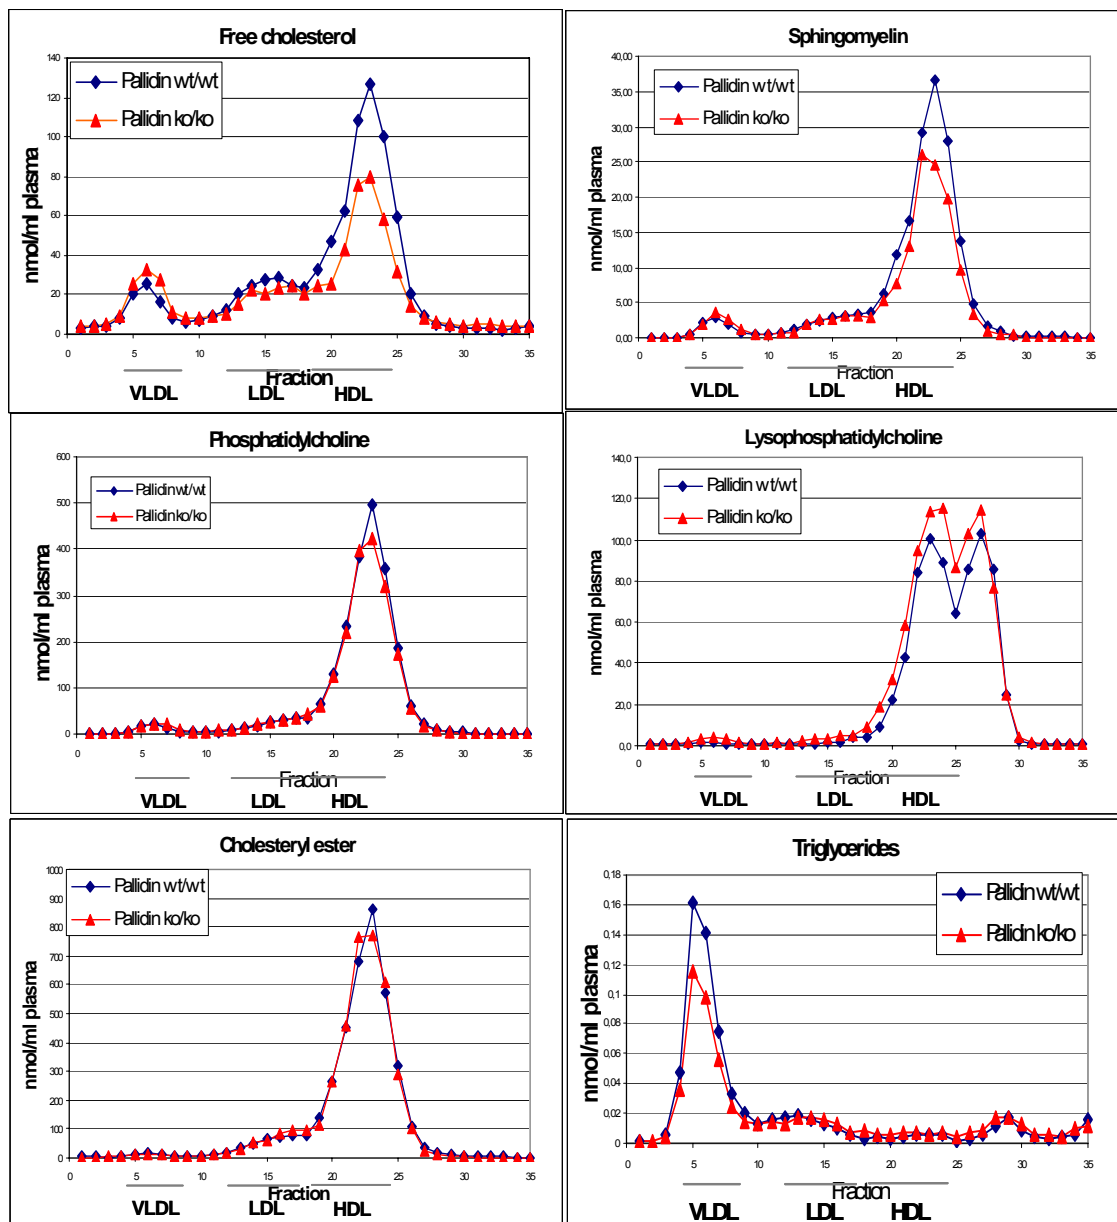 Free cholesterol
nmol/ml plasma
140
120
100
80
60
40
20
0
Pallidin wt/wt
Pallidin ko/ko
0 5 10 15 20 25 30 35
Fraction
VLDL LDL HDL
Sphingomyelin
nmol/ml plasma
40,00
35,00
30,00
25,00
20,00
15,00
10,00
5,00
0,00
Pallidin wt/wt
Pallidin ko/ko
0 5 10 15 20 25 30 35
Fraction
VLDL LDL HDL
Phosphatidylcholine
nmol/ml plasma
600
500
400
300
200
100
0
Pallidin wt/wt
Pallidin ko/ko
0 5 10 15 20 25 30 35
Fraction
VLDL LDL HDL
Lysophosphatidylcholine
nmol/ml plasma
140,0
120,0
100,0
80,0
60,0
40,0
20,0
0,0
Pallidin wt/wt
Pallidin ko/ko
0 5 10 15 20 25 30 35
Fraction
VLDL LDL HDL
Cholesteryl ester
nmol/ml plasma
1000
900
800
700
600
500
400
300
200
100
0
Pallidin wt/wt
Pallidin ko/ko
0 5 10 15 20 25 30 35
Fraction
VLDL LDL HDL
Triglycerides
nmol/ml plasma
0,18
0,16
0,14
0,12
0,1
0,08
0,06
0,04
0,02
0
Pallidin wt/wt
Pallidin ko/ko
0 5 10 15 20 25 30 35
Fraction
VLDL LDL HDL